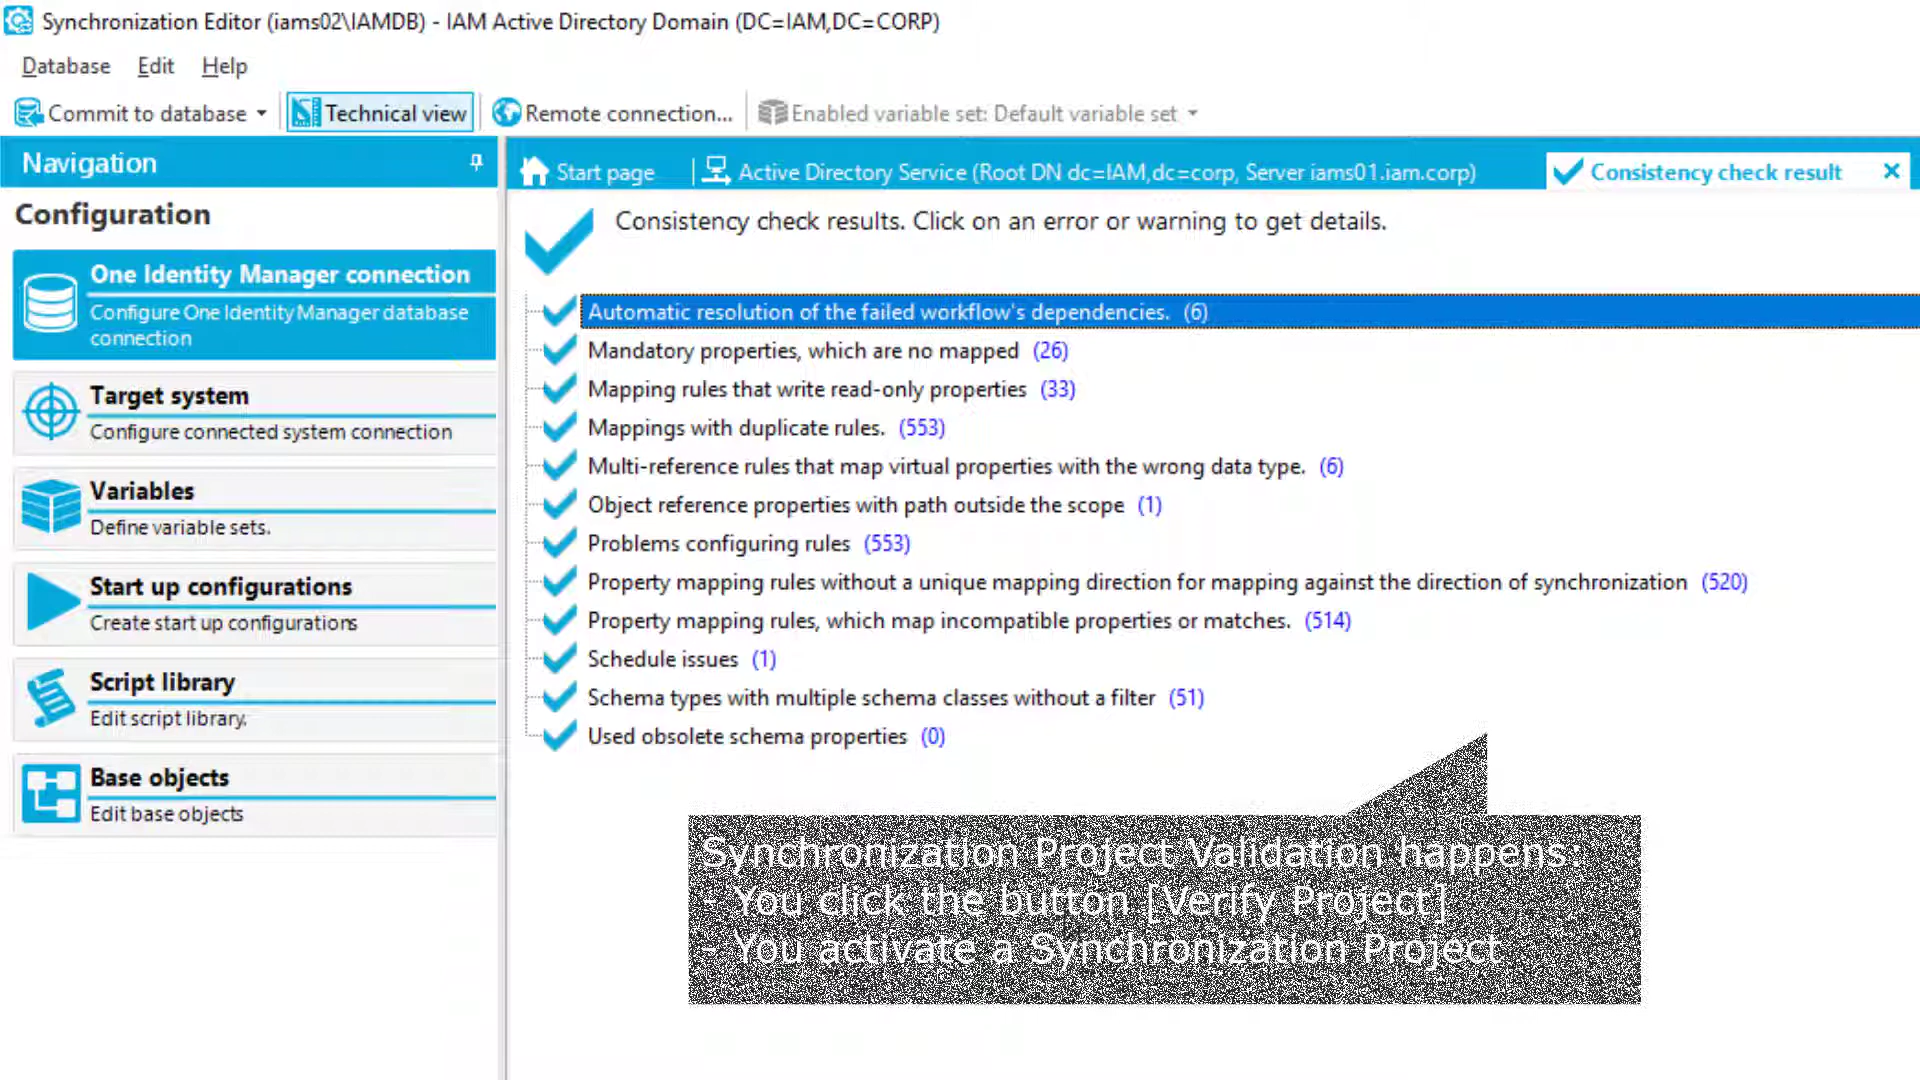 Synchronization Editor (iams02\IAMDB) - IAM Active Directory Domain (DC=IAM,DC=CORP)
Database Edit Help
Commit to database Technical view Remote connection... Enabled variable set: Default variable set
Navigation
Start page Active Directory Service (Root DN dc=IAM,dc=corp, Server iams01.iam.corp) Consistency check result
Configuration
One Identity Manager connection
Configure One Identity Manager database
connection
Target system
Configure connected system connection
Variables
Define variable sets.
Start up configurations
Create start up configurations
Script library
Edit script library.
Base objects
Edit base objects
Consistency check results. Click on an error or warning to get details.
Automatic resolution of the failed workflow's dependencies. (6)
Mandatory properties, which are no mapped (26)
Mapping rules that write read-only properties (33)
Mappings with duplicate rules. (553)
Multi-reference rules that map virtual properties with the wrong data type. (6)
Object reference properties with path outside the scope (1)
Problems configuring rules (553)
Property mapping rules without a unique mapping direction for mapping against the direction of synchronization (520)
Property mapping rules, which map incompatible properties or matches. (514)
Schedule issues (1)
Schema types with multiple schema classes without a filter (51)
Used obsolete schema properties (0)
Synchronization Project Validation happens:
- You click the button [Verify Project]
- You activate a Synchronization Project